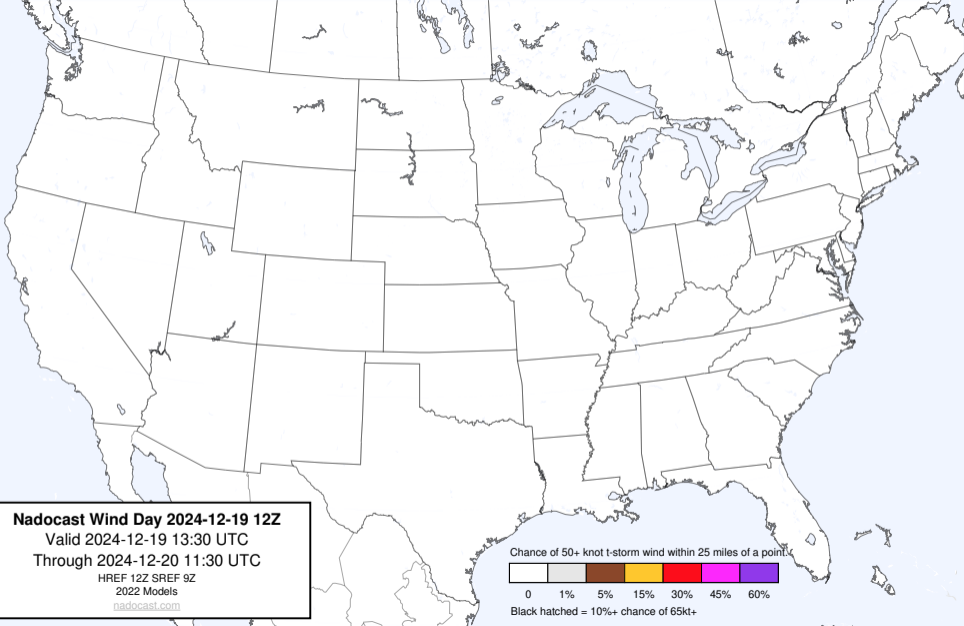 Nadocast Wind Day 2024-12-19 12Z
Valid 2024-12-19 13:30 UTC
Through 2024-12-20 11:30 UTC
HREF 12Z SREF 9Z
2022 Models
nadocast.com
Chance of 50+ knot t-storm wind within 25 miles of a point.
0 1% 5% 15% 30% 45% 60%
Black hatched = 10%+ chance of 65kt+